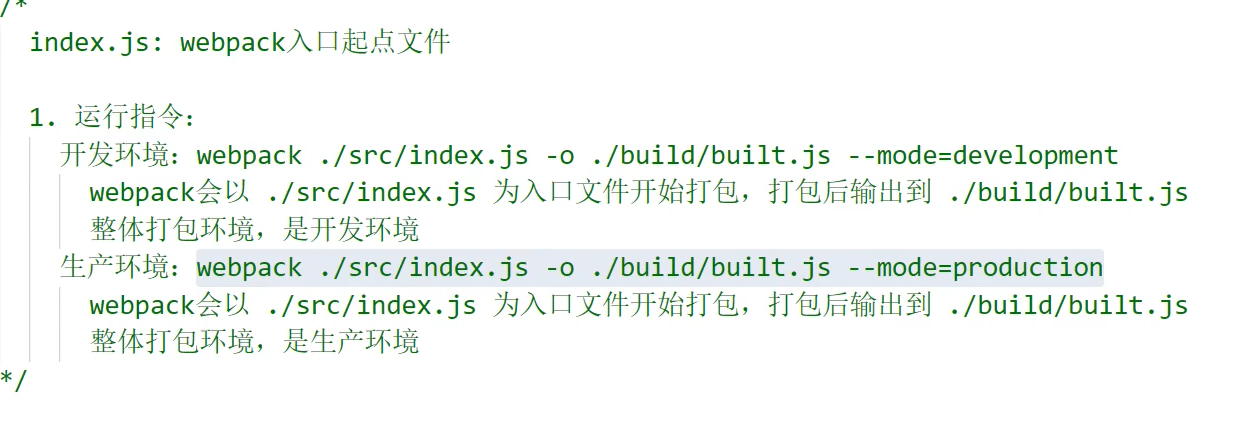 /*
index.js: webpack入口起点文件
1. 运行指令：
开发环境：webpack ./src/index.js -o ./build/built.js --mode=development
webpack会以 ./src/index.js 为入口文件开始打包，打包后输出到 ./build/built.js
整体打包环境，是开发环境
生产环境：webpack ./src/index.js -o ./build/built.js --mode=production
webpack会以 ./src/index.js 为入口文件开始打包，打包后输出到 ./build/built.js
整体打包环境，是生产环境
*/